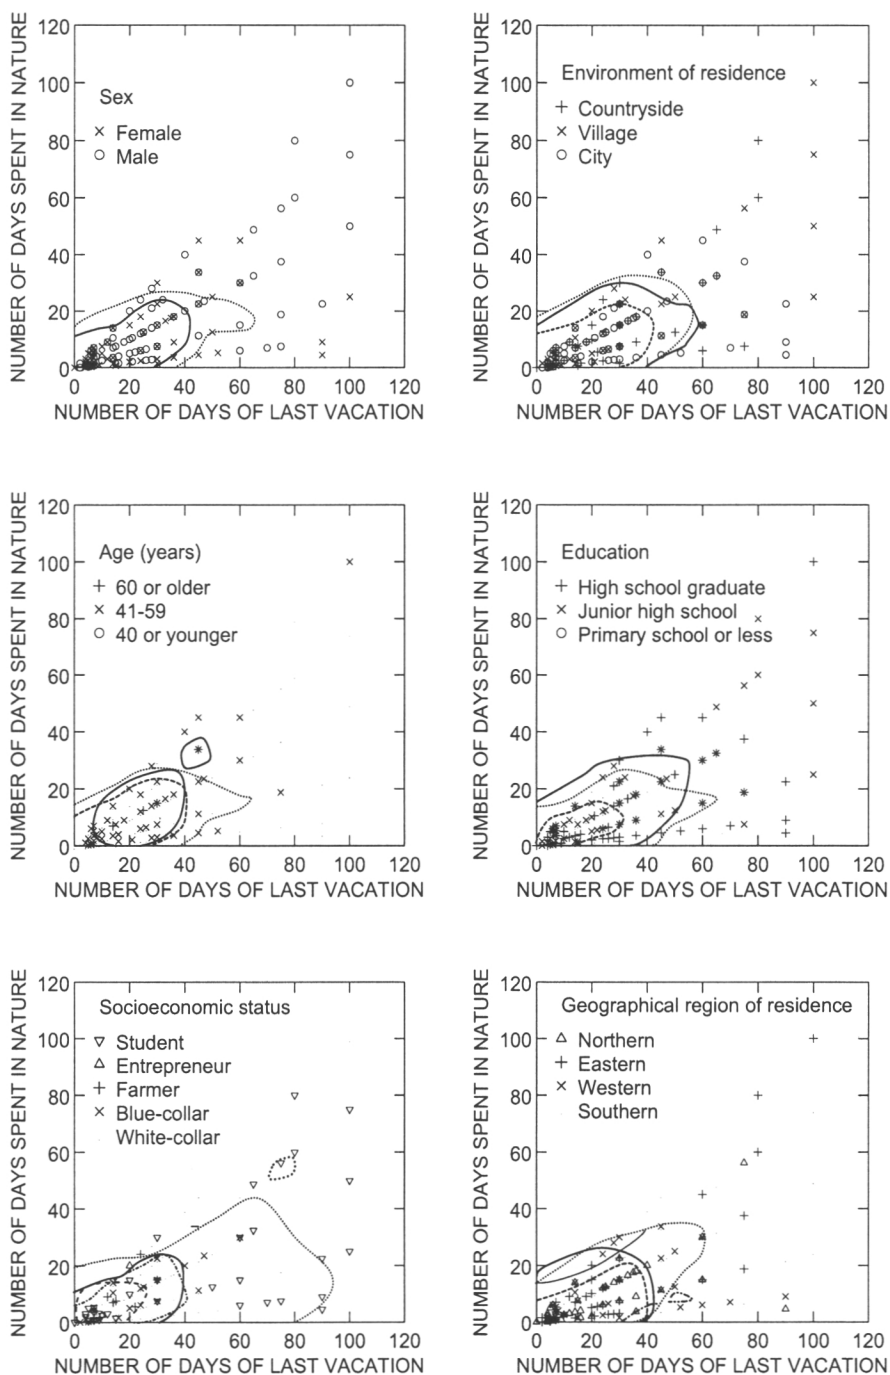 NUMBER OF DAYS SPENT IN NATURE
120
100
80
60
40
20
0
Sex
× Female
○ Male
0 20 40 60 80 100 120
NUMBER OF DAYS OF LAST VACATION
NUMBER OF DAYS SPENT IN NATURE
120
100
80
60
40
20
0
Environment of residence
+ Countryside
× Village
○ City
0 20 40 60 80 100 120
NUMBER OF DAYS OF LAST VACATION
NUMBER OF DAYS SPENT IN NATURE
120
100
80
60
40
20
0
Age (years)
+ 60 or older
× 41-59
○ 40 or younger
0 20 40 60 80 100 120
NUMBER OF DAYS OF LAST VACATION
NUMBER OF DAYS SPENT IN NATURE
120
100
80
60
40
20
0
Education
+ High school graduate
× Junior high school
○ Primary school or less
0 20 40 60 80 100 120
NUMBER OF DAYS OF LAST VACATION
NUMBER OF DAYS SPENT IN NATURE
120
100
80
60
40
20
0
Socioeconomic status
▽ Student
△ Entrepreneur
+ Farmer
× Blue-collar
White-collar
0 20 40 60 80 100 120
NUMBER OF DAYS OF LAST VACATION
NUMBER OF DAYS SPENT IN NATURE
120
100
80
60
40
20
0
Geographical region of residence
△ Northern
+ Eastern
× Western
Southern
0 20 40 60 80 100 120
NUMBER OF DAYS OF LAST VACATION